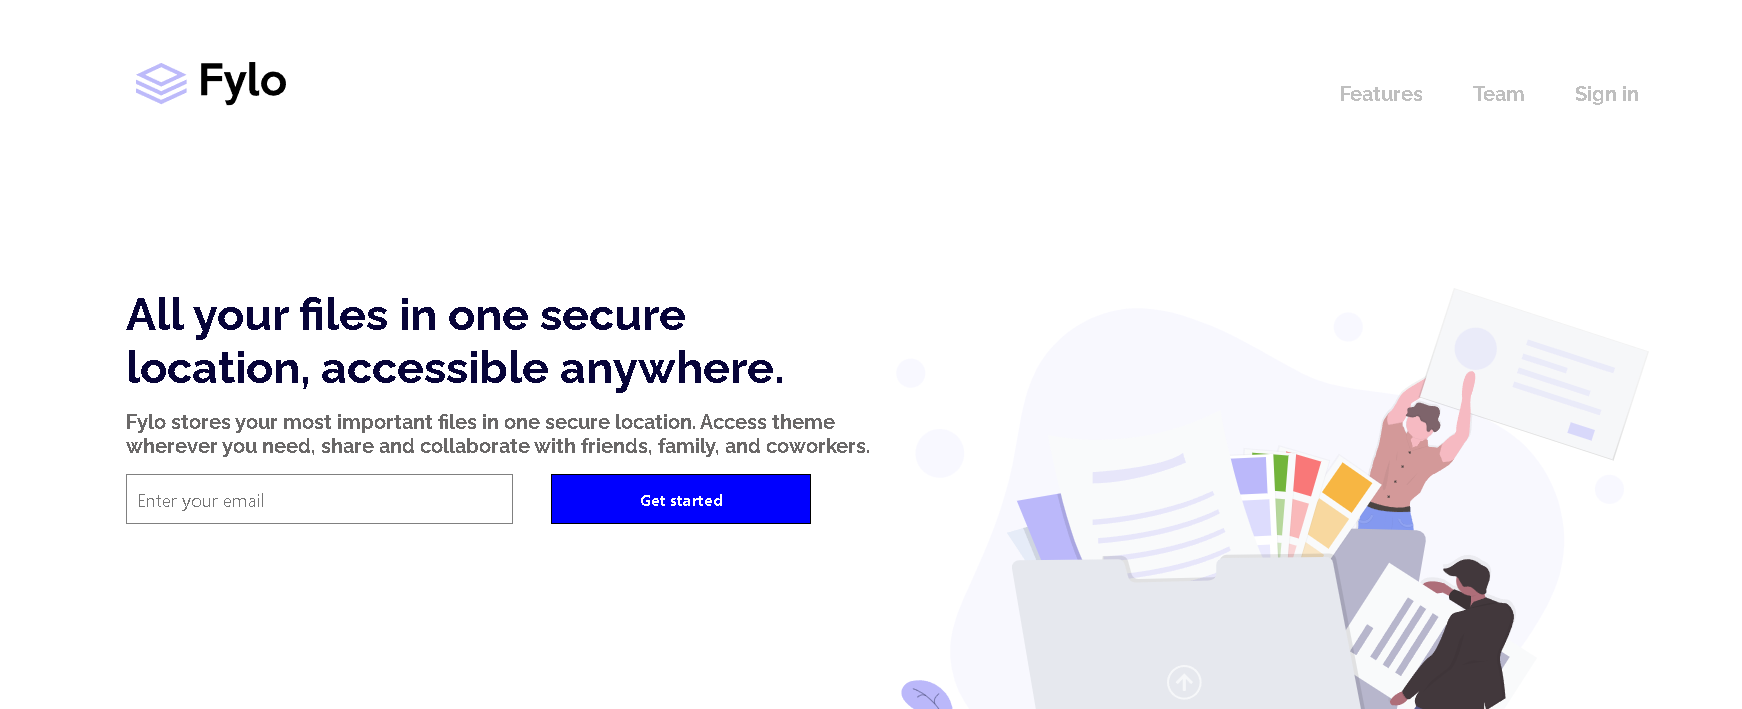 Fylo
Features
Team
Sign in
All your files in one secure
location, accessible anywhere.
Fylo stores your most important files in one secure location. Access theme
wherever you need, share and collaborate with friends, family, and coworkers.
Enter your email
Get started